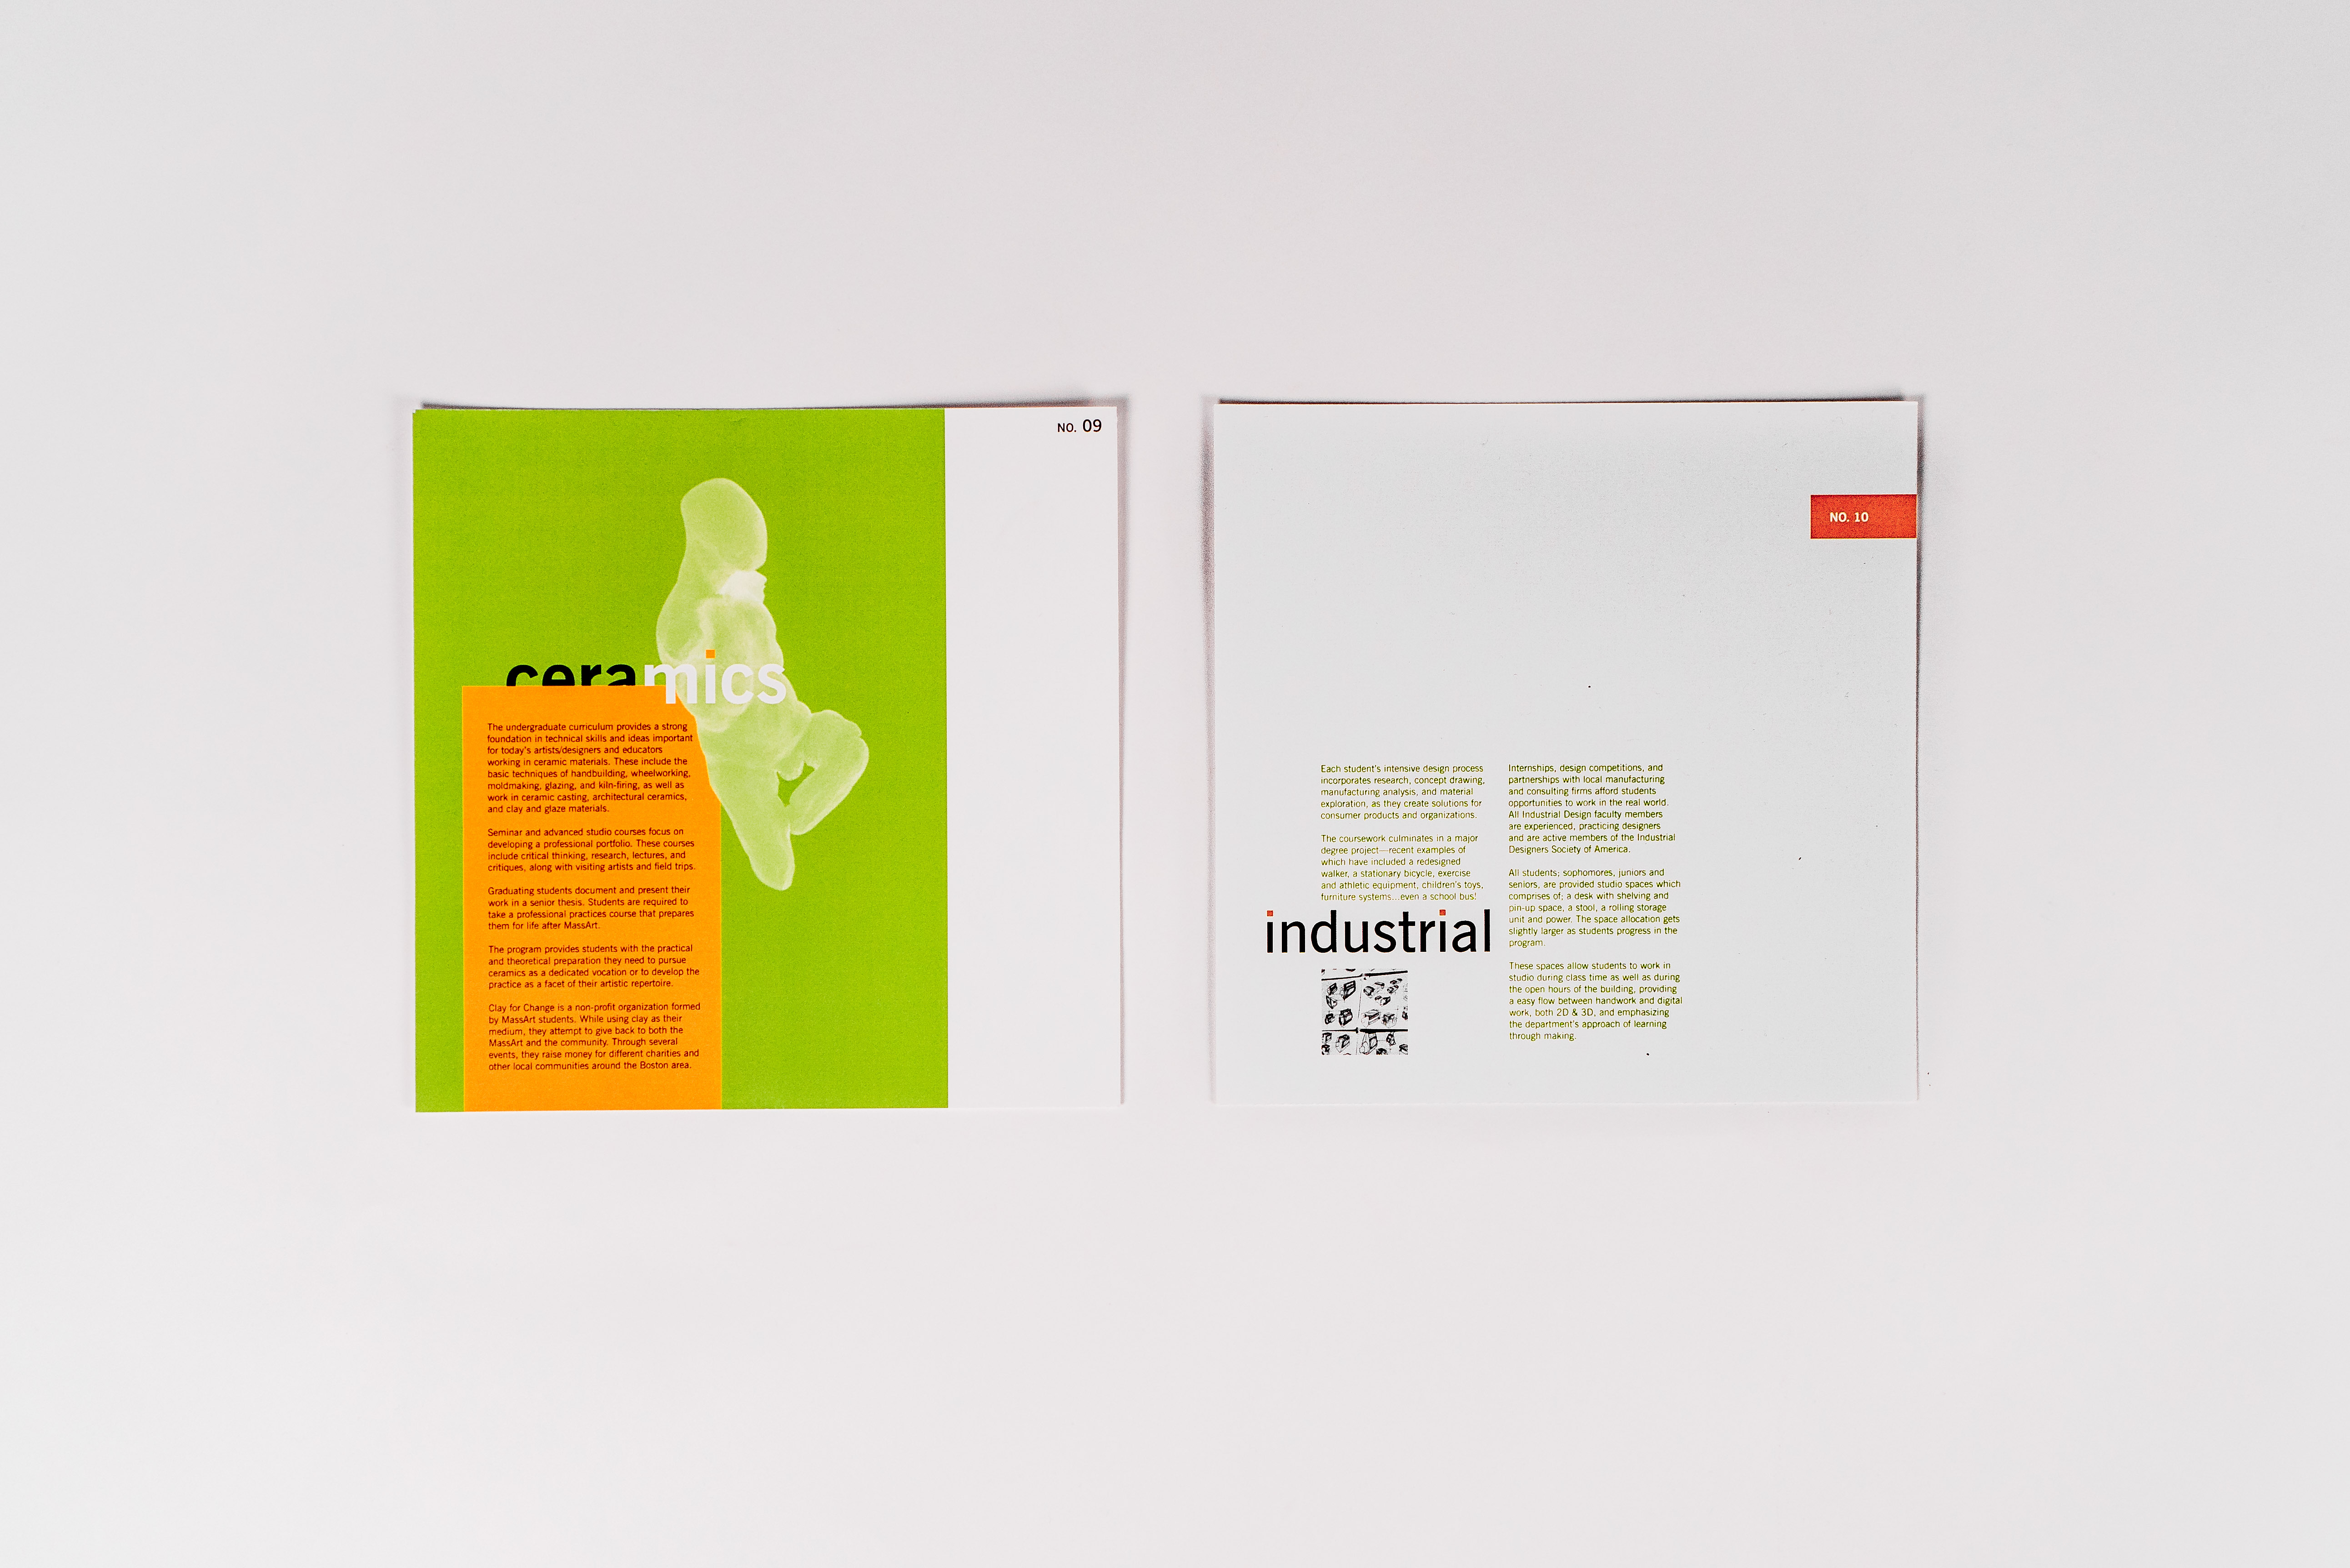 NO. 09
ceramics
The undergraduate curriculum provides a strong
foundation in technical skills and ideas important
for today's artists/designers and educators
working in ceramic materials. These include the
basic techniques of handbuilding, wheelworking,
moldmaking, glazing, and kiln-firing, as well as
work in ceramic casting, architectural ceramics,
and clay and glaze materials.
Seminar and advanced studio courses focus on
developing a professional portfolio. These courses
include critical thinking, research, lectures, and
critiques, along with visiting artists and field trips.
Graduating students document and present their
work in a senior thesis. Students are required to
take a professional practices course that prepares
them for life after MassArt.
The program provides students with the practical
and theoretical preparation they need to pursue
ceramics as a dedicated vocation or to develop the
practice as a facet of their artistic repertoire.
Clay for Change is a non-profit organization formed
by MassArt students. While using clay as their
medium, they attempt to give back to both the
MassArt and the community. Through several
events, they raise money for different charities and
other local communities around the Boston area.
NO. 10
Each student's intensive design process
incorporates research, concept drawing,
manufacturing analysis, and material
exploration, as they create solutions for
consumer products and organizations.
The coursework culminates in a major
degree project—recent examples of
which have included a redesigned
walker, a stationary bicycle, exercise
and athletic equipment, children's toys,
furniture systems...even a school bus!
industrial
Internships, design competitions, and
partnerships with local manufacturing
and consulting firms afford students
opportunities to work in the real world.
All Industrial Design faculty members
are experienced, practicing designers
and are active members of the Industrial
Designers Society of America.
All students; sophomores, juniors and
seniors, are provided studio spaces which
comprises of; a desk with shelving and
pin-up space, a stool, a rolling storage
unit and power. The space allocation gets
slightly larger as students progress in the
program.
These spaces allow students to work in
studio during class time as well as during
the open hours of the building, providing
a easy flow between handwork and digital
work, both 2D & 3D, and emphasizing
the department's approach of learning
through making.